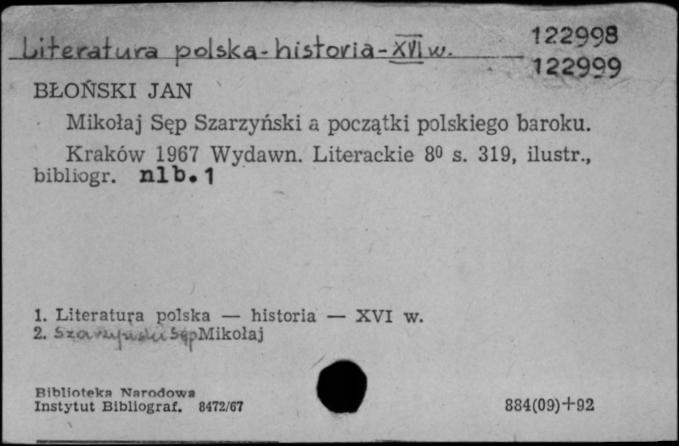 Literatura polska - historia - XVI w. 122998
122999
BŁOŃSKI JAN
Mikołaj Sęp Szarzyński a początki polskiego baroku.
Kraków 1967 Wydawn. Literackie 8⁰ s. 319, ilustr.,
bibliogr. nlb. 1
1. Literatura polska — historia — XVI w.
2. Szarzyński Sęp Mikołaj
Biblioteka Narodowa
Instytut Bibliograf. 8472/67 884(09)+92